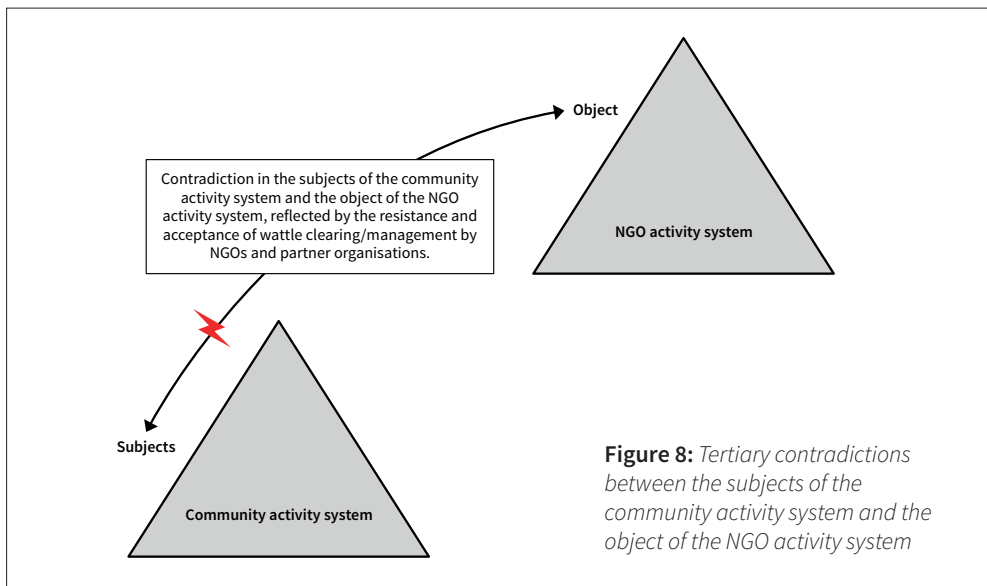 Object
Contradiction in the subjects of the community
activity system and the object of the NGO
activity system, reflected by the resistance and
acceptance of wattle clearing/management by
NGOs and partner organisations.
NGO activity system
Subjects
Community activity system
Figure 8: Tertiary contradictions
between the subjects of the
community activity system and the
object of the NGO activity system